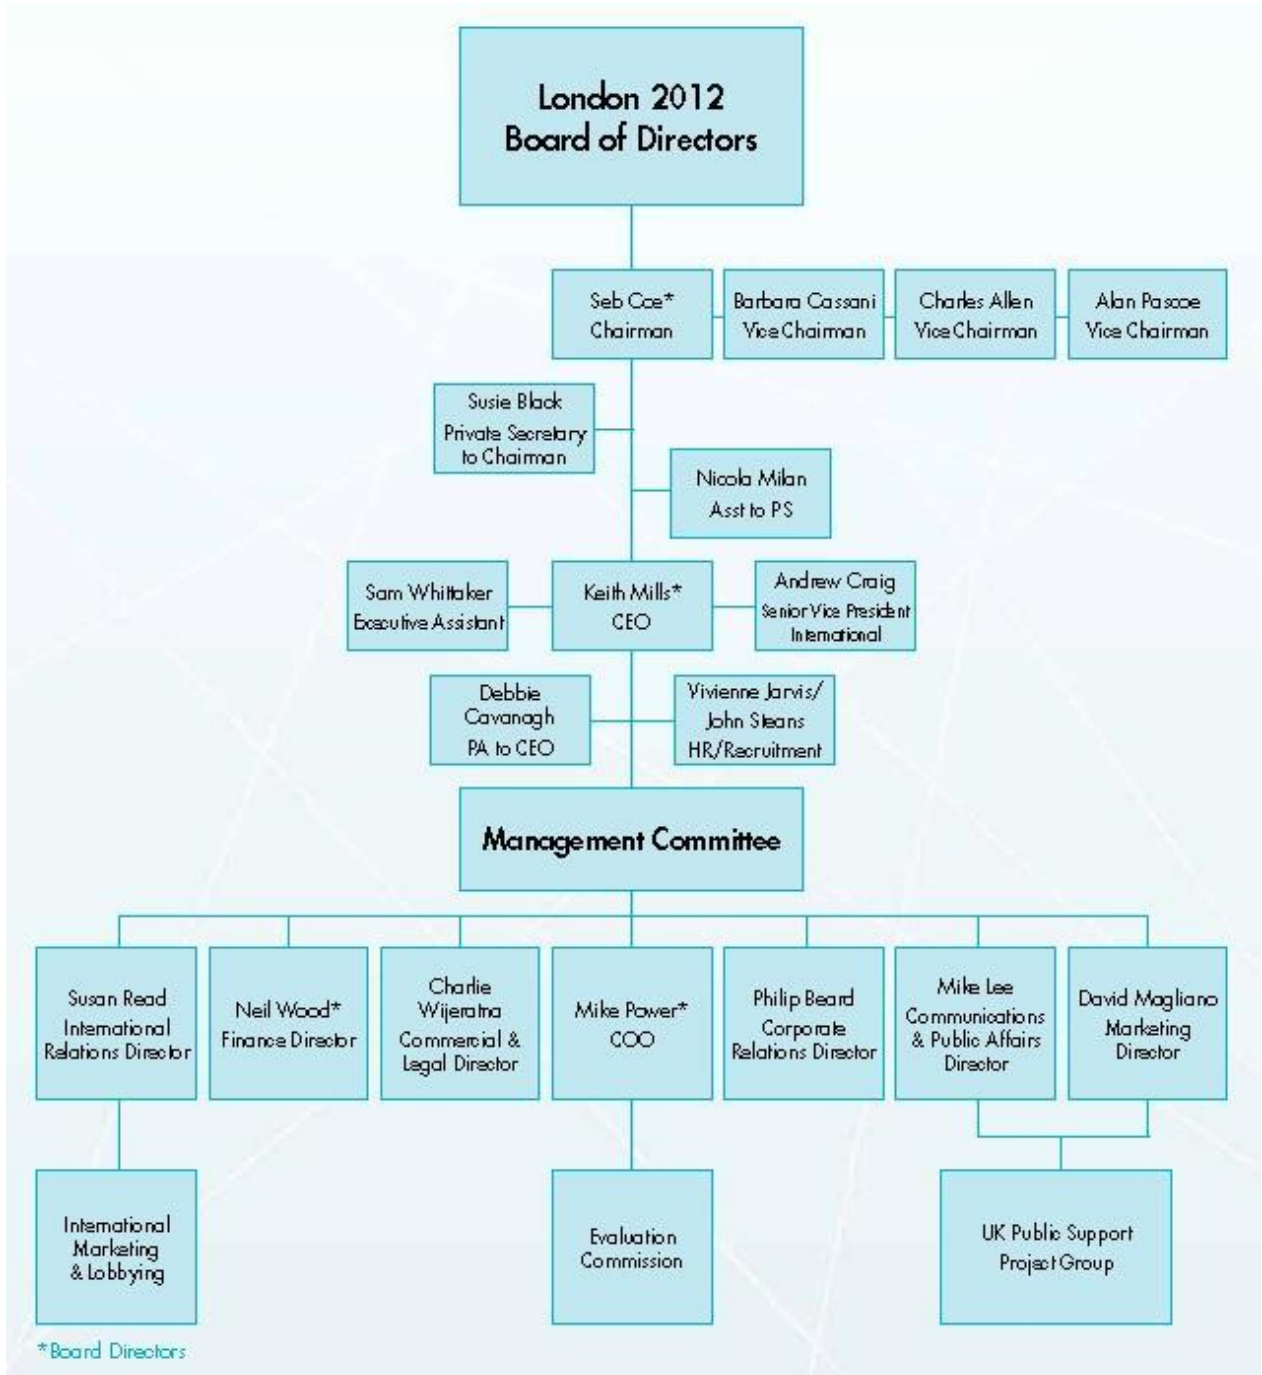 London 2012
Board of Directors
Seb Coe*
Chairman
Barbara Cassani
Vice Chairman
Charles Allen
Vice Chairman
Alan Pascoe
Vice Chairman
Susie Black
Private Secretary
to Chairman
Nicola Milan
Asst to PS
Sam Whittaker
Executive Assistant
Keith Mills*
CEO
Andrew Craig
Senior Vice President
International
Debbie
Cavanagh
PA to CEO
Vivienne Jarvis/
John Steans
HR/Recruitment
Management Committee
Susan Read
International
Relations Director
Neil Wood*
Finance Director
Charlie
Wijeratna
Commercial &
Legal Director
Mike Power*
COO
Philip Beard
Corporate
Relations Director
Mike Lee
Communications
& Public Affairs
Director
David Magliano
Marketing
Director
International
Marketing
& Lobbying
Evaluation
Commission
UK Public Support
Project Group
*Board Directors